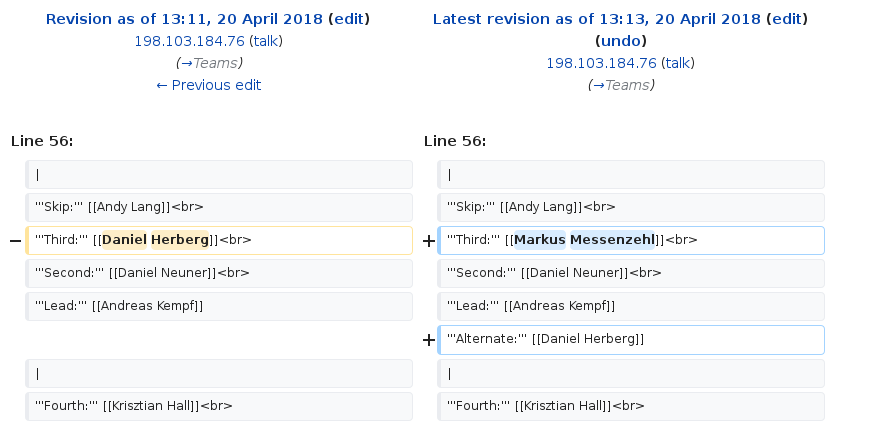 Revision as of 13:11, 20 April 2018 (edit)
198.103.184.76 (talk)
(→Teams)
← Previous edit
Latest revision as of 13:13, 20 April 2018 (edit)
(undo)
198.103.184.76 (talk)
(→Teams)
Line 56:
Line 56:
|
|
'''Skip:''' [[Andy Lang]]<br>
'''Skip:''' [[Andy Lang]]<br>
− '''Third:''' [[Daniel Herberg]]<br>
+ '''Third:''' [[Markus Messenzehl]]<br>
'''Second:''' [[Daniel Neuner]]<br>
'''Second:''' [[Daniel Neuner]]<br>
'''Lead:''' [[Andreas Kempf]]
'''Lead:''' [[Andreas Kempf]]
+ '''Alternate:''' [[Daniel Herberg]]
|
|
'''Fourth:''' [[Krisztian Hall]]<br>
'''Fourth:''' [[Krisztian Hall]]<br>